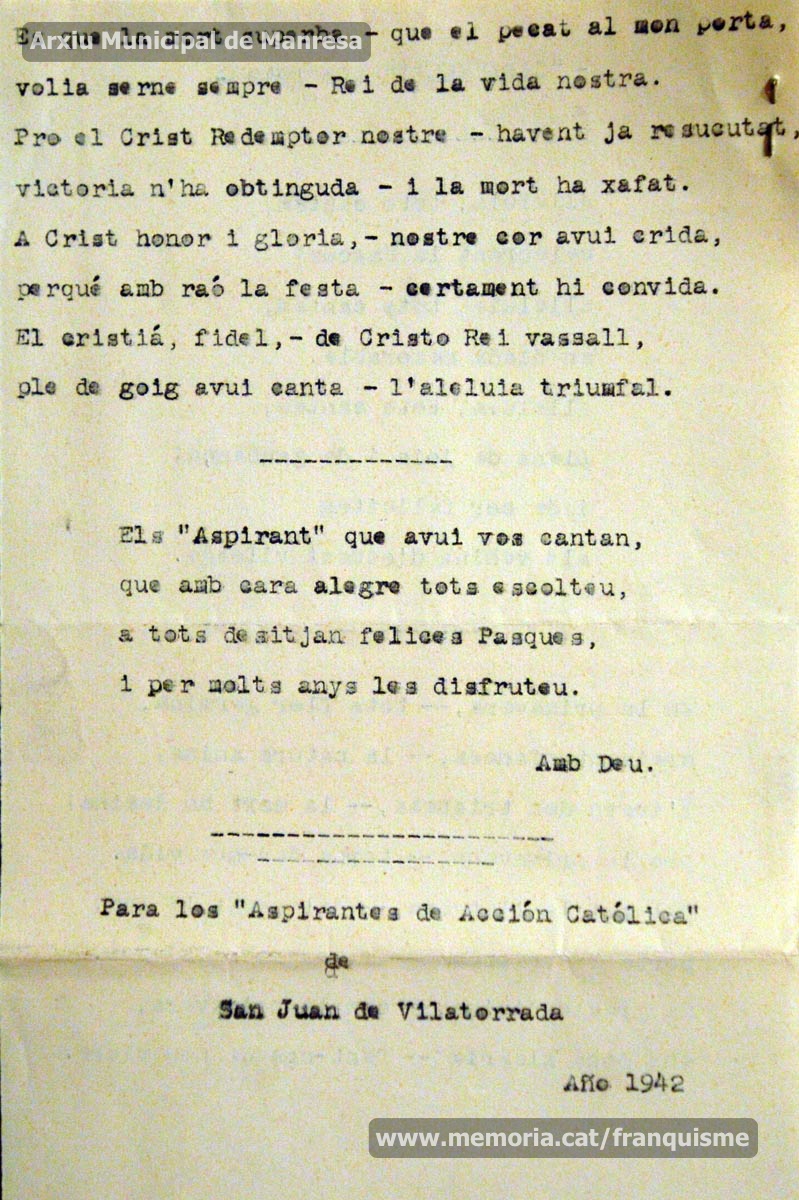 Arxiu Municipal de Manresa
Es que la mort superba - que el pecat al mon porta,
volia serne sempre - Rei de la vida nostra.
Pro el Crist Redemptor nostre - havent ja resucutat,
victoria n'ha obtinguda - i la mort ha xafat.
A Crist honor i gloria,- nostre cor avui crida,
perqué amb raó la festa - certament hi convida.
El cristiá, fidel,- de Cristo Rei vassall,
ple de goig avui canta - l'aleluia triumfal.
--------------
Els "Aspirant" que avui vos cantan,
que amb cara alegre tots escolteu,
a tots desitjan felices Pasques,
i per molts anys les disfruteu.
Amb Deu.
-------------------------
-----------------
Para los "Aspirantes de Acción Católica"
de
San Juan de Vilatorrada
Año 1942
www.memoria.cat/franquisme